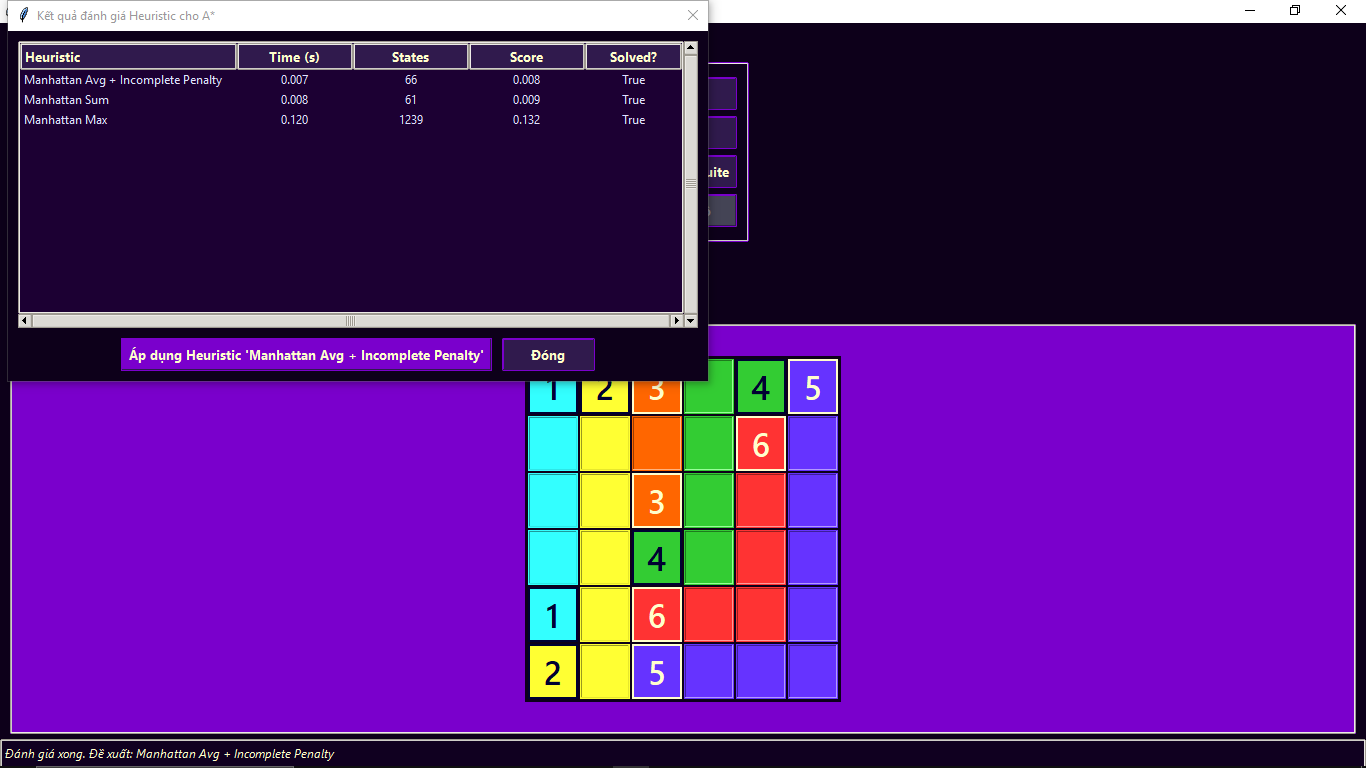 Kết quả đánh giá Heuristic cho A*
Heuristic Time (s) States Score Solved?
Manhattan Avg + Incomplete Penalty 0.007 66 0.008 True
Manhattan Sum 0.008 61 0.009 True
Manhattan Max 0.120 1239 0.132 True
uite
Áp dụng Heuristic 'Manhattan Avg + Incomplete Penalty' Đóng
1 2 3 4 5
6
3
4
1 6
2 5
Đánh giá xong. Đề xuất: Manhattan Avg + Incomplete Penalty